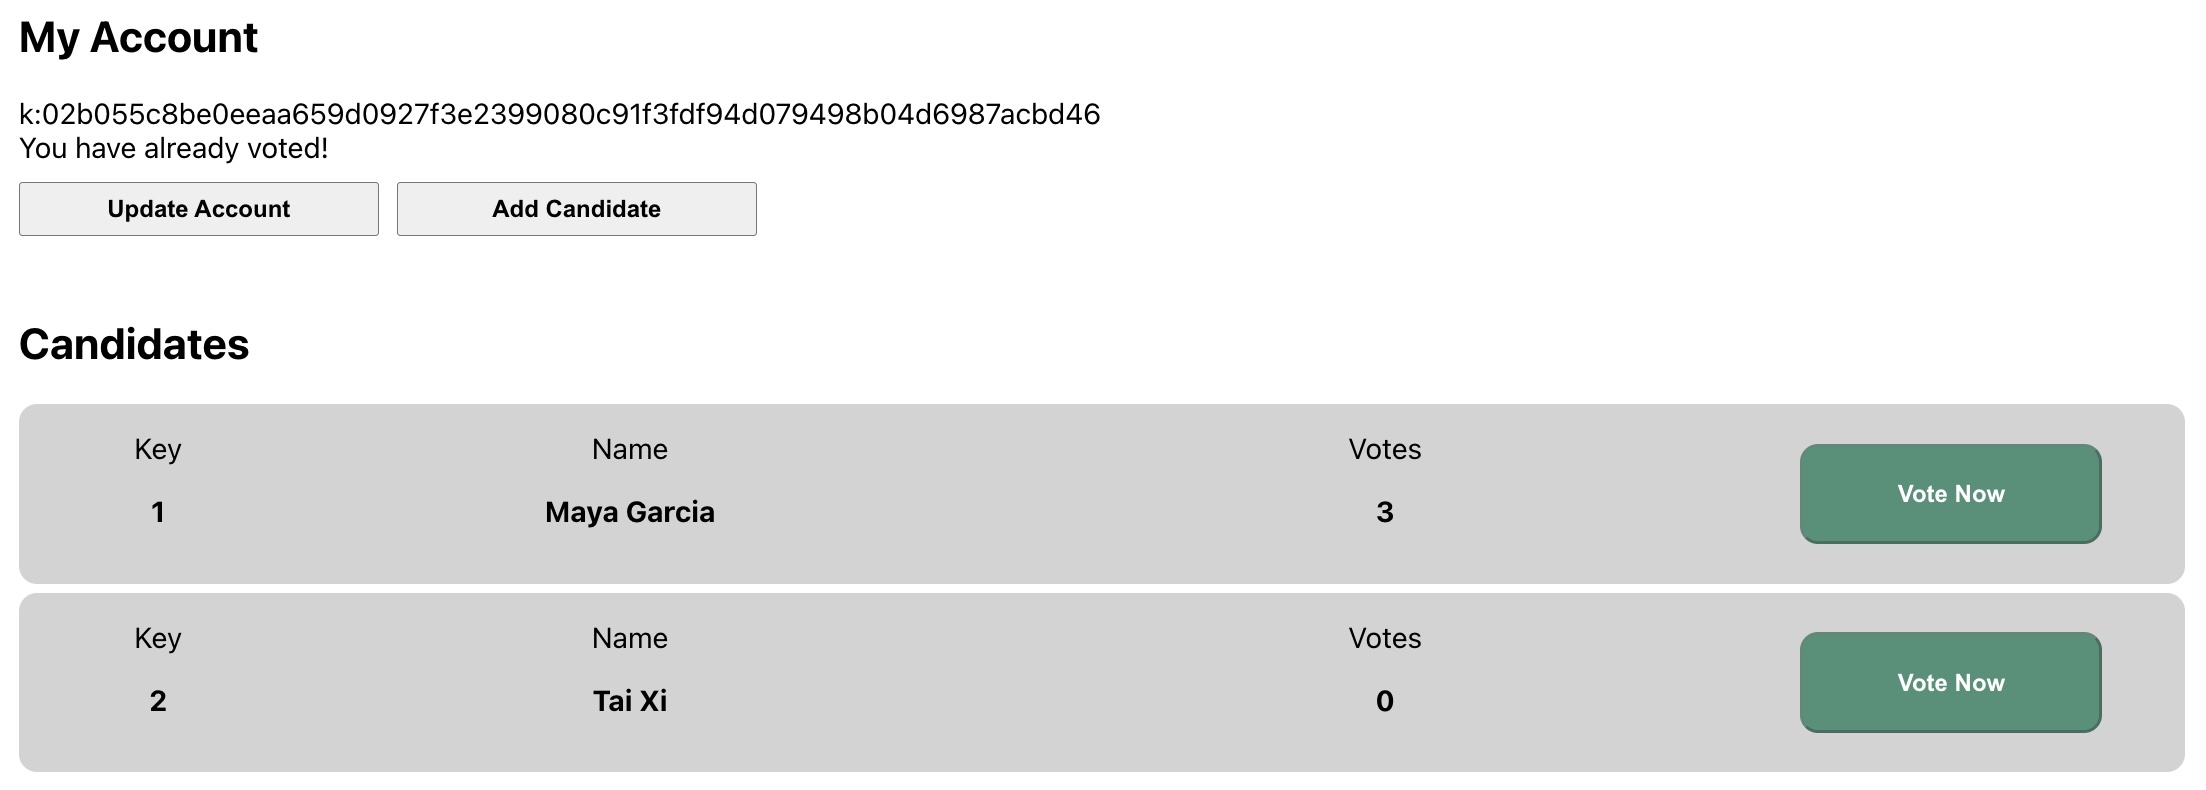 My Account
k:02b055c8be0eeaa659d0927f3e2399080c91f3fdf94d079498b04d6987acbd46
You have already voted!
Update Account Add Candidate
Candidates
Key Name Votes
1 Maya Garcia 3 Vote Now
Key Name Votes
2 Tai Xi 0 Vote Now